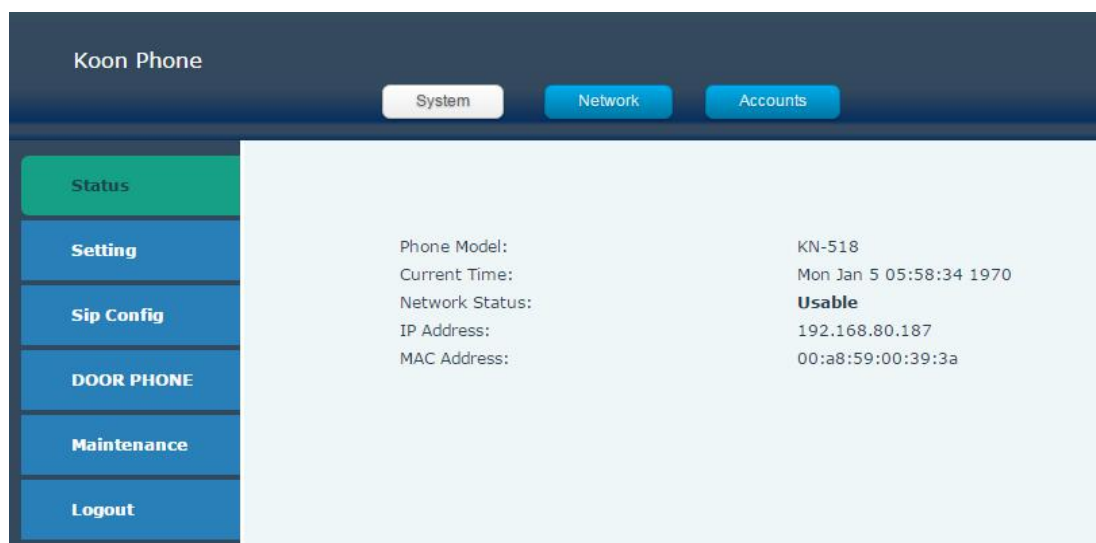 Koon Phone
System Network Accounts
Status
Setting
Sip Config
DOOR PHONE
Maintenance
Logout
Phone Model: KN-518
Current Time: Mon Jan 5 05:58:34 1970
Network Status: Usable
IP Address: 192.168.80.187
MAC Address: 00:a8:59:00:39:3a